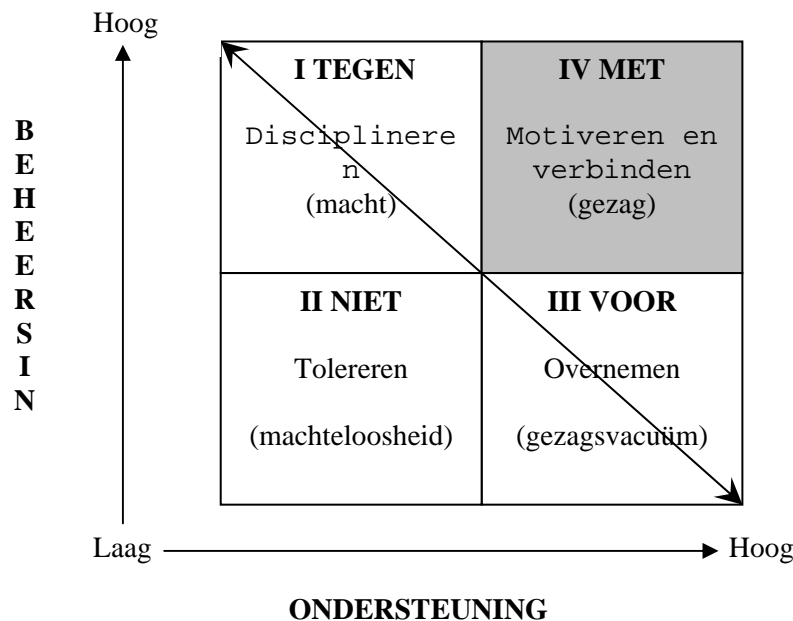 Hoog
I TEGEN
IV MET
B
E
H
E
E
R
S
I
N
Disciplinere
n
(macht)
Motiveren en
verbinden
(gezag)
II NIET
III VOOR
Tolereren
Overnemen
(machteloosheid)
(gezagsvacuüm)
Laag
Hoog
ONDERSTEUNING